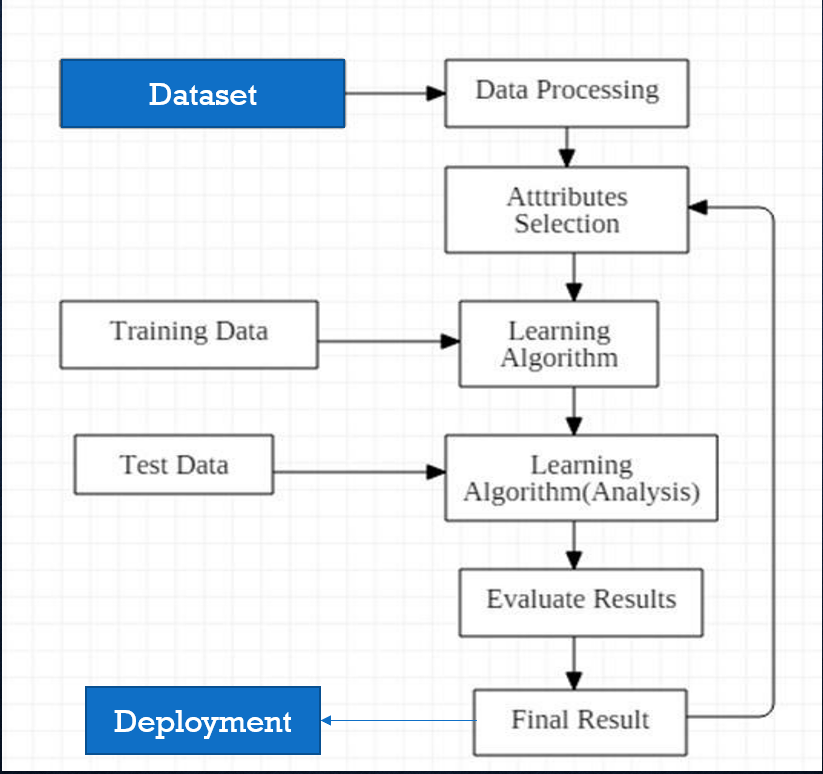 Dataset
Data Processing
Atttributes
Selection
Training Data
Learning
Algorithm
Test Data
Learning
Algorithm(Analysis)
Evaluate Results
Deployment
Final Result